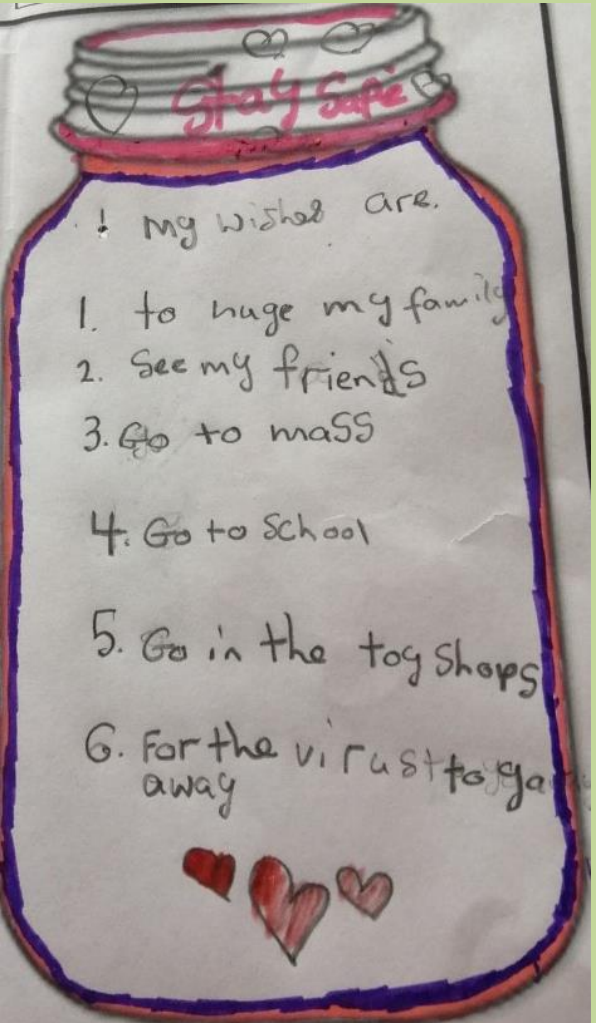 Stay Safe
! my wishes are.
1. to huge my family
2. See my friends
3. Go to mass
4. Go to School
5. Go in the toy Shops
6. For the virust to go
away